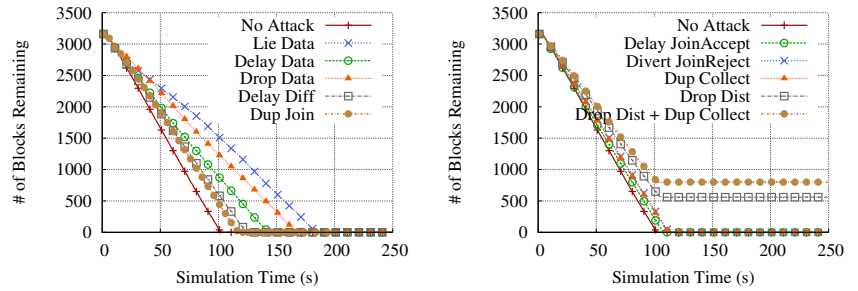 3500
3000
2500
2000
1500
1000
500
0
# of Blocks Remaining
No Attack
Lie Data
Delay Data
Drop Data
Delay Diff
Dup Join
0 50 100 150 200 250
Simulation Time (s)
3500
3000
2500
2000
1500
1000
500
0
# of Blocks Remaining
No Attack
Delay JoinAccept
Divert JoinReject
Dup Collect
Drop Dist
Drop Dist + Dup Collect
0 50 100 150 200 250
Simulation Time (s)